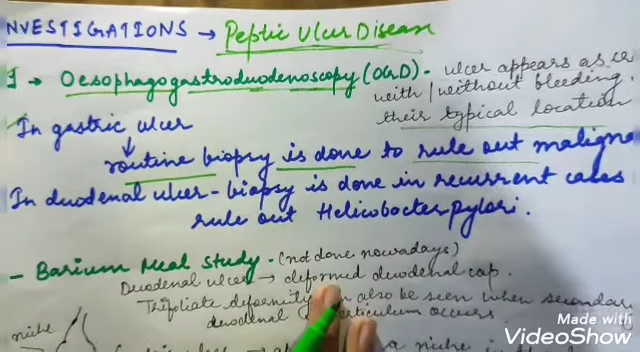 NVESTIGATIONS → Peptic Ulcer Disease
I → Oesophagogastroduodenoscopy (OGD) - ulcer appears as
with/without bleeding.
their typical location
In gastric ulcer
↓
routine biopsy is done to rule out maligna
In duodenal ulcer - biopsy is done in recurrent cases
rule out Helicobacter pylori.
- Barium Meal Study - (not done nowadays)
Duodenal ulcer → deformed duodenal cap.
Trifoliate deformity also be seen when secondary
duodenal occurs
niche
a niche in
Made with
VideoShow